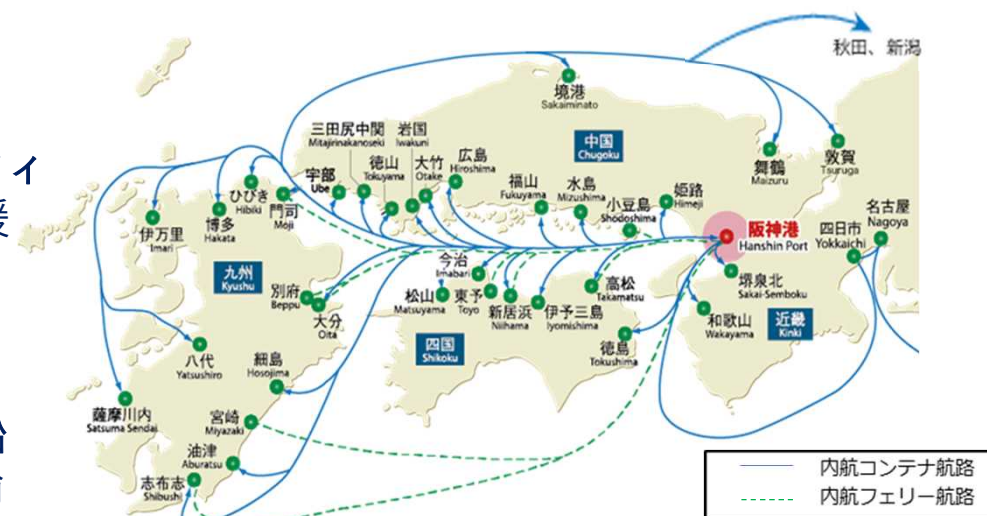 秋田、新潟
境港
Sakaiminato
三田尻中関
Mitajirinakanoseki
岩国
Iwakuni
中国
Chugoku
徳山
Tokuyama
大竹
Otake
広島
Hiroshima
舞鶴
Maizuru
敦賀
Tsuruga
宇部
Ube
福山
Fukuyama
水島
Mizushima
姫路
Himeji
小豆島
Shodoshima
ひびき
Hibiki
門司
Moji
博多
Hakata
伊万里
Imari
阪神港
Hanshin Port
名古屋
Nagoya
四日市
Yokkaichi
九州
Kyushu
今治
Imabari
堺泉北
Sakai-Semboku
別府
Beppu
大分
Oita
松山
Matsuyama
東予
Toyo
新居浜
Niihama
伊予三島
Iyomishima
高松
Takamatsu
和歌山
Wakayama
近畿
Kinki
四国
Shikoku
徳島
Tokushima
八代
Yatsushiro
細島
Hosojima
薩摩川内
Satsuma Sendai
宮崎
Miyazaki
油津
Aburatsu
志布志
Shibushi
内航コンテナ航路
内航フェリー航路